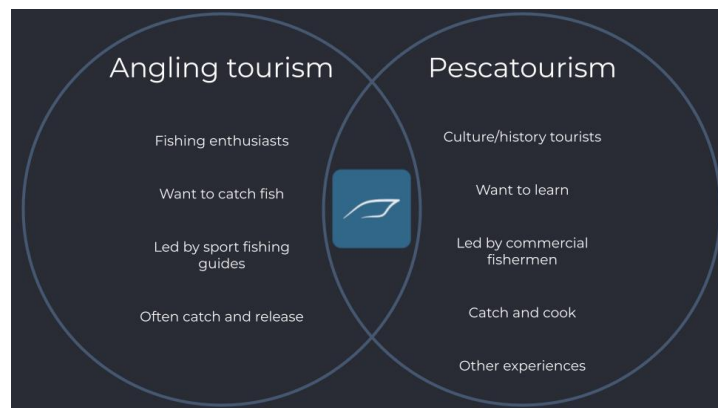 Angling tourism
Fishing enthusiasts
Want to catch fish
Led by sport fishing
guides
Often catch and release
Pescatourism
Culture/history tourists
Want to learn
Led by commercial
fishermen
Catch and cook
Other experiences